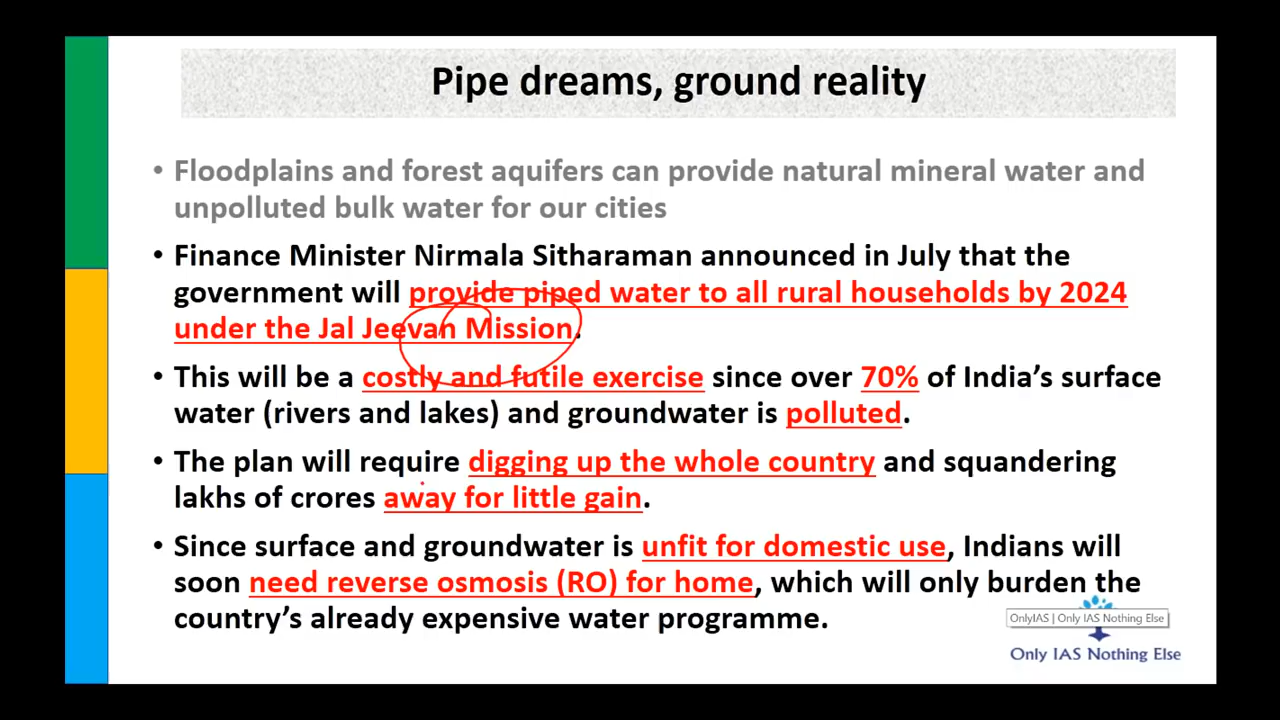 Pipe dreams, ground reality
• Floodplains and forest aquifers can provide natural mineral water and
unpolluted bulk water for our cities
• Finance Minister Nirmala Sitharaman announced in July that the
government will provide piped water to all rural households by 2024
under the Jal Jeevan Mission.
• This will be a costly and futile exercise since over 70% of India’s surface
water (rivers and lakes) and groundwater is polluted.
• The plan will require digging up the whole country and squandering
lakhs of crores away for little gain.
• Since surface and groundwater is unfit for domestic use, Indians will
soon need reverse osmosis (RO) for home, which will only burden the
country’s already expensive water programme.
OnlyIAS | Only IAS Nothing Else
Only IAS Nothing Else